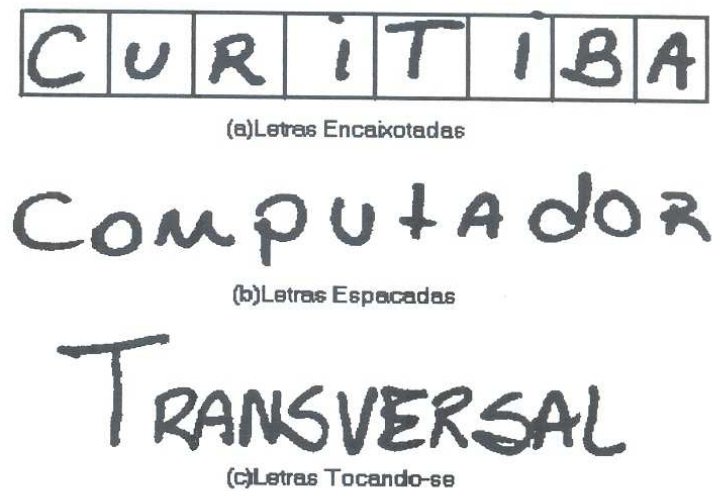 CURiTiBA
(a)Letras Encaixotadas
ComputAdOR
(b)Letras Espacadas
TRANSVERSAL
(c)Letras Tocando-se